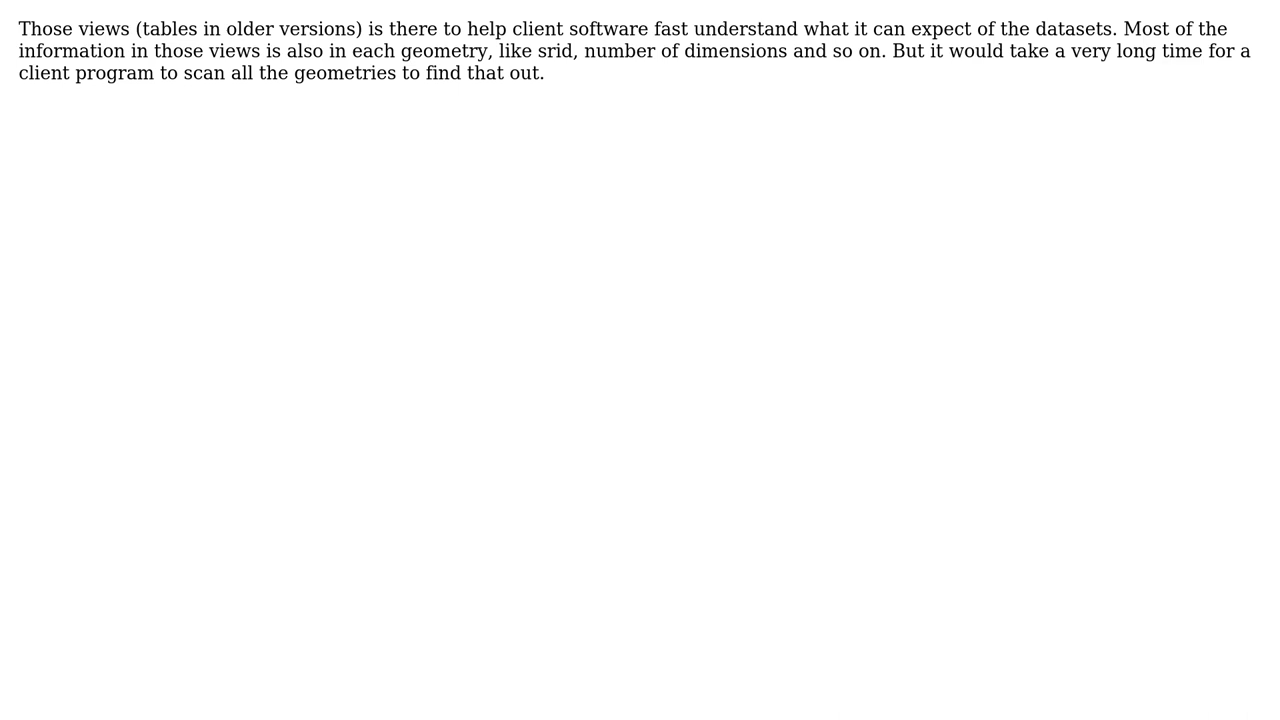 Those views (tables in older versions) is there to help client software fast understand what it can expect of the datasets. Most of the
information in those views is also in each geometry, like srid, number of dimensions and so on. But it would take a very long time for a
client program to scan all the geometries to find that out.